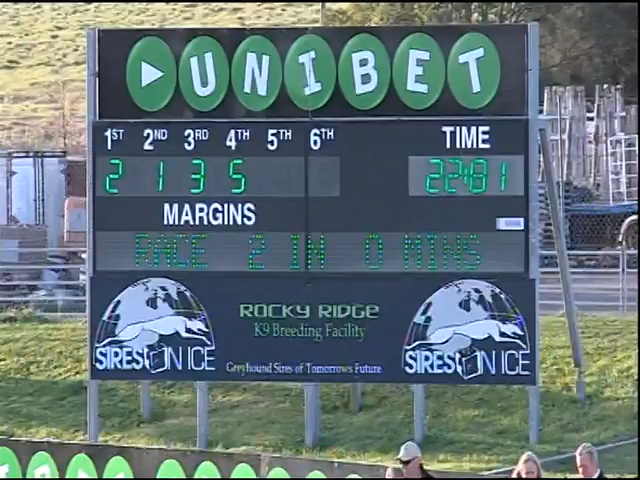 UNIBET
1ST 2ND 3RD 4TH 5TH 6TH TIME
2 1 3 5 22.81
MARGINS
RACE 2 IN 0 MINS
ROCKY RIDGE
K9 Breeding Facility
SIRES ON ICE
SIRES ON ICE
Greyhound Sires of Tomorrows Future